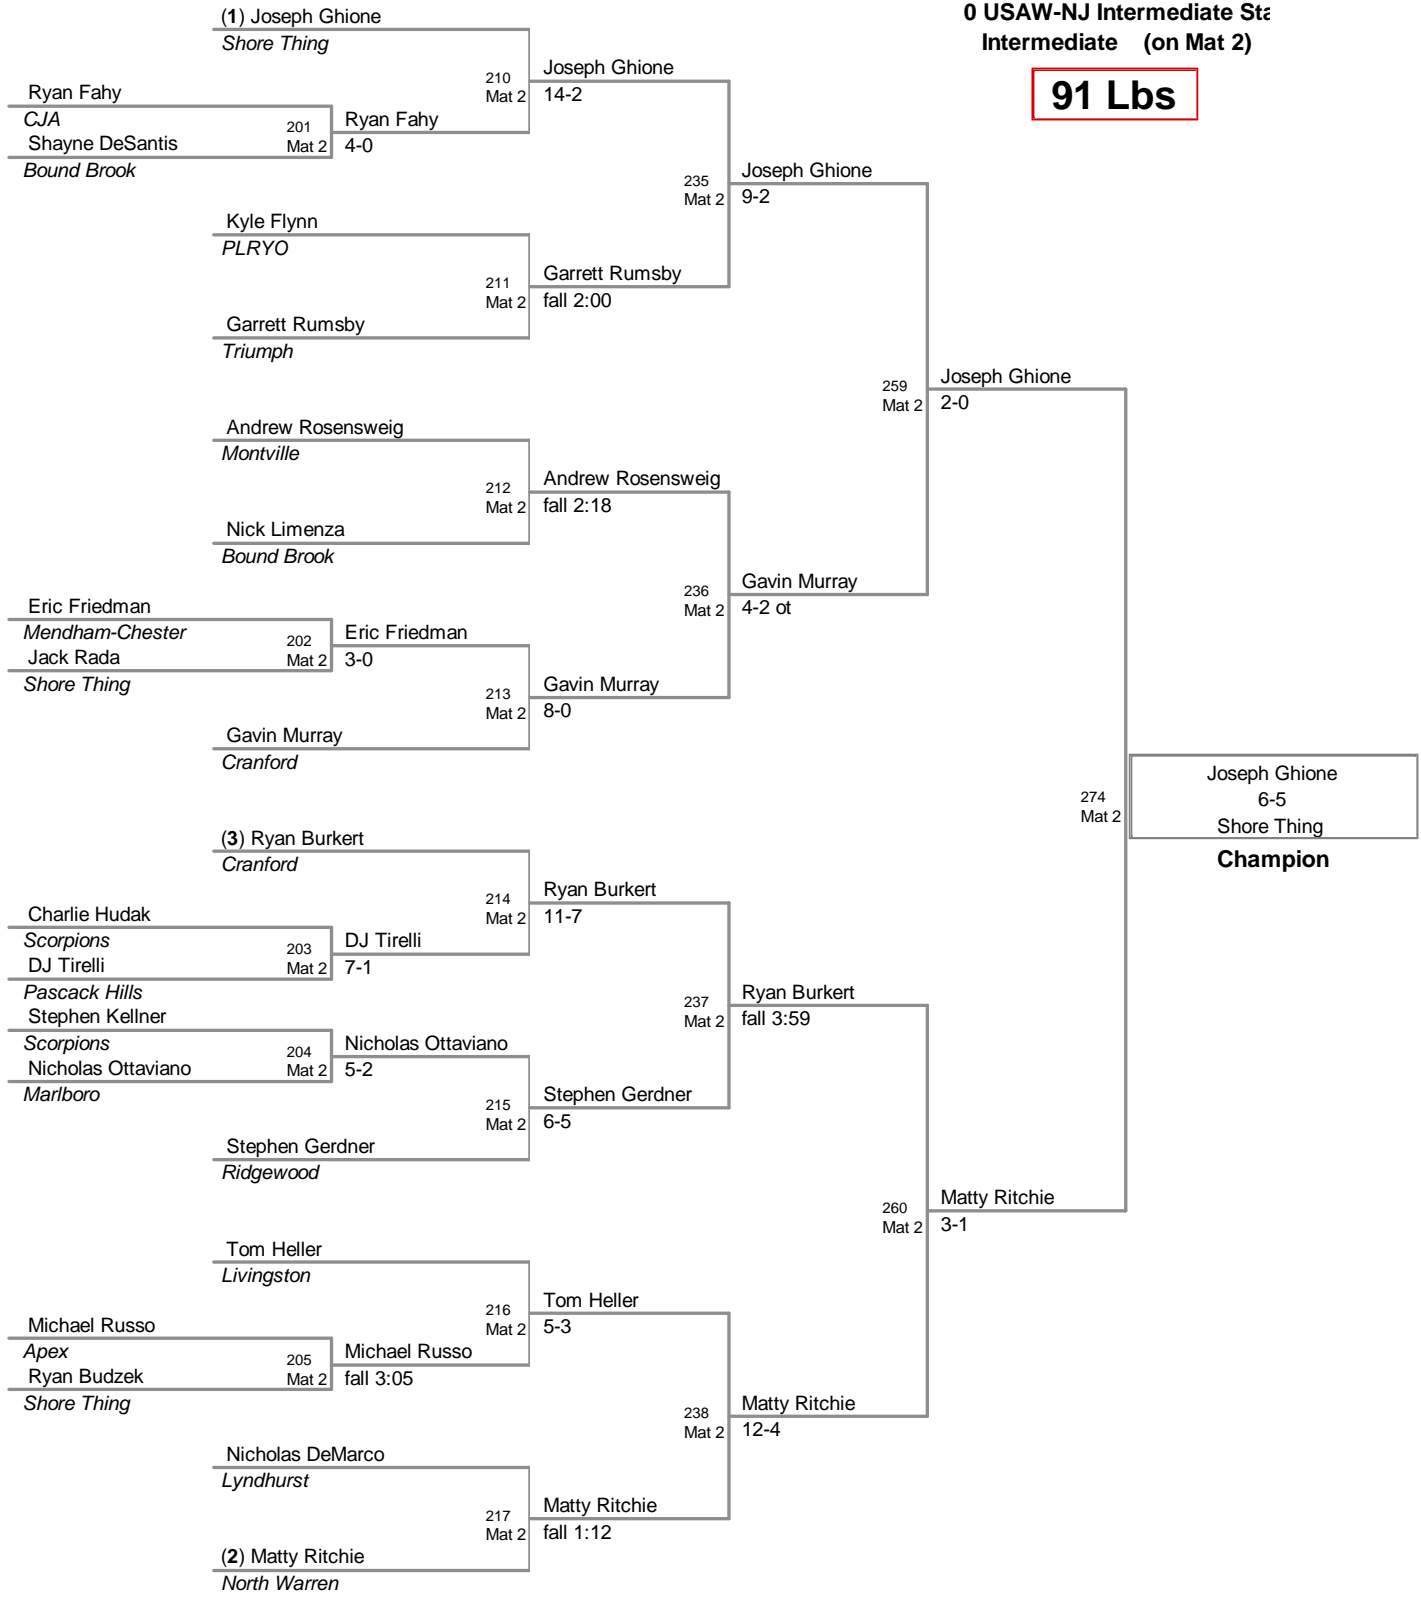 0 USAW-NJ Intermediate Sta
Intermediate (on Mat 2)
91 Lbs
(1) Joseph Ghione
Shore Thing
210
Mat 2
Joseph Ghione
14-2
Ryan Fahy
CJA
Shayne DeSantis
Bound Brook
201
Mat 2
Ryan Fahy
4-0
235
Mat 2
Joseph Ghione
9-2
Kyle Flynn
PLRYO
211
Mat 2
Garrett Rumsby
fall 2:00
Garrett Rumsby
Triumph
259
Mat 2
Joseph Ghione
2-0
Andrew Rosensweig
Montville
212
Mat 2
Andrew Rosensweig
fall 2:18
Nick Limenza
Bound Brook
236
Mat 2
Gavin Murray
4-2 ot
Eric Friedman
Mendham-Chester
Jack Rada
Shore Thing
202
Mat 2
Eric Friedman
3-0
213
Mat 2
Gavin Murray
8-0
Gavin Murray
Cranford
274
Mat 2
Joseph Ghione
6-5
Shore Thing
Champion
(3) Ryan Burkert
Cranford
214
Mat 2
Ryan Burkert
11-7
Charlie Hudak
Scorpions
DJ Tirelli
Pascack Hills
203
Mat 2
DJ Tirelli
7-1
237
Mat 2
Ryan Burkert
fall 3:59
Stephen Kellner
Scorpions
Nicholas Ottaviano
Marlboro
204
Mat 2
Nicholas Ottaviano
5-2
215
Mat 2
Stephen Gerdner
6-5
Stephen Gerdner
Ridgewood
260
Mat 2
Matty Ritchie
3-1
Tom Heller
Livingston
216
Mat 2
Tom Heller
5-3
Michael Russo
Apex
Ryan Budzek
Shore Thing
205
Mat 2
Michael Russo
fall 3:05
238
Mat 2
Matty Ritchie
12-4
Nicholas DeMarco
Lyndhurst
217
Mat 2
Matty Ritchie
fall 1:12
(2) Matty Ritchie
North Warren